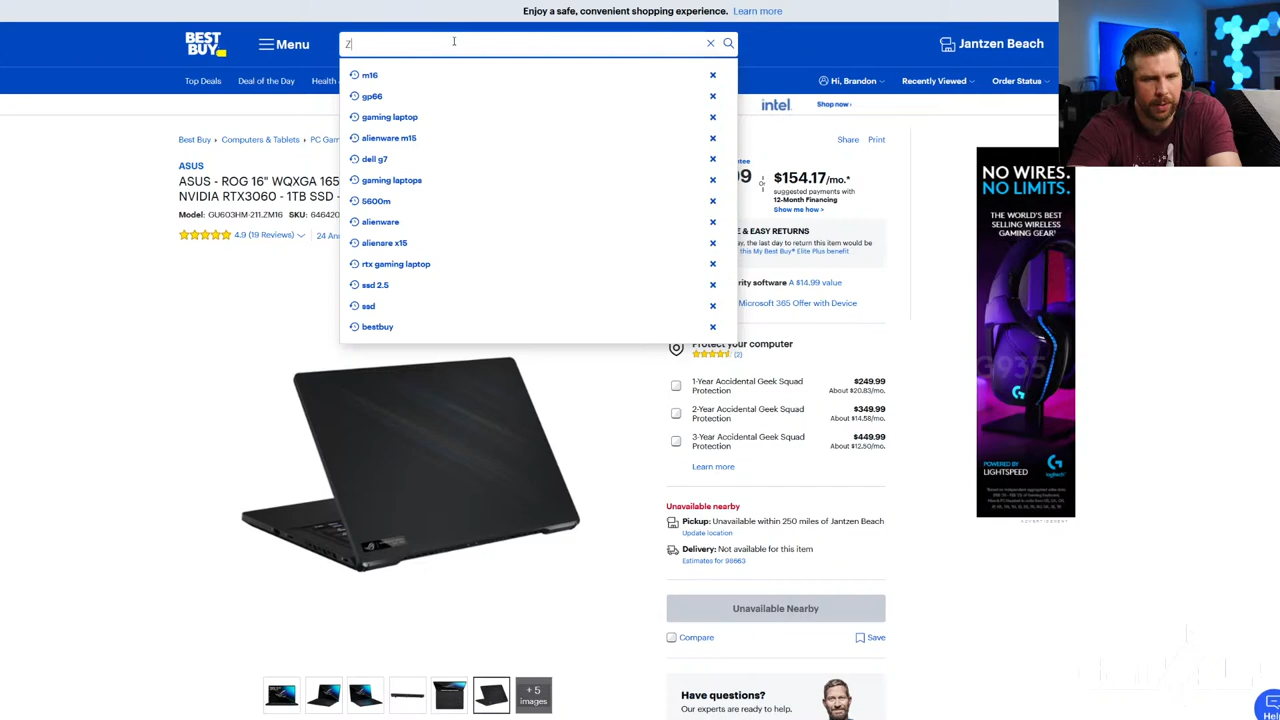 Enjoy a safe, convenient shopping experience. Learn more
BEST BUY
Menu
Z
Jantzen Beach
Top Deals
Deal of the Day
Health
Hi, Brandon
Recently Viewed
Order Status
m16
gp66
gaming laptop
alienware m15
dell g7
gaming laptops
5600m
alienware
alienare x15
rtx gaming laptop
ssd 2.5
ssd
bestbuy
intel
Shop now ›
Best Buy › Computers & Tablets › PC Gam
Share
Print
ASUS
ASUS - ROG 16" WQXGA 165
NVIDIA RTX3060 - 1TB SSD -
Model: GU603HM-211.ZM16 SKU: 646420
4.9 (19 Reviews)
24 An
99
Or
$154.17/mo.*
suggested payments with
12-Month Financing
Show me how >
E & EASY RETURNS
y, the last day to return this item would be
this My Best Buy® Elite Plus benefit
rity software A $14.99 value
Microsoft 365 Offer with Device
Protect your computer
(2)
1-Year Accidental Geek Squad
Protection
$249.99
About $20.83/mo.
2-Year Accidental Geek Squad
Protection
$349.99
About $14.58/mo.
3-Year Accidental Geek Squad
Protection
$449.99
About $12.50/mo.
Learn more
Unavailable nearby
Pickup: Unavailable within 250 miles of Jantzen Beach
Update location
Delivery: Not available for this item
Estimates for 98663
Unavailable Nearby
Compare
Save
+ 5
images
Have questions?
Our experts are ready to help.
NO WIRES.
NO LIMITS.
THE WORLD'S BEST
SELLING WIRELESS
GAMING GEAR
G935
POWERED BY
LIGHTSPEED
logitech
ADVERTISEMENT
Hel